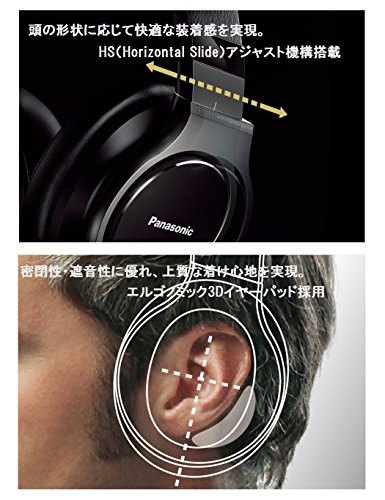 頭の形状に応じて快適な装着感を実現。
HS(Horizontal Slide)アジャスト機構搭載
Panasonic
密閉性・遮音性に優れ、上質な着け心地を実現。
エルゴノミック3Dイヤーパッド採用